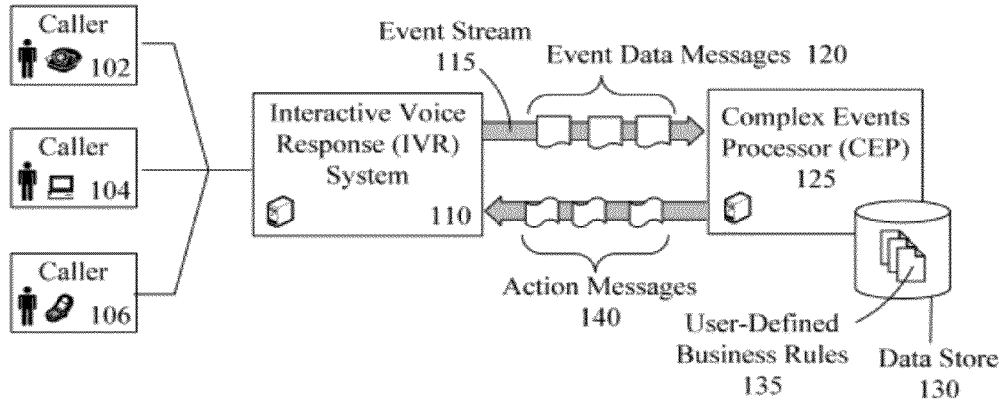 Caller
102
Caller
104
Caller
106
Interactive Voice
Response (IVR)
System
110
Event Stream
115
Event Data Messages 120
Action Messages
140
Complex Events
Processor (CEP)
125
User-Defined
Business Rules
135
Data Store
130